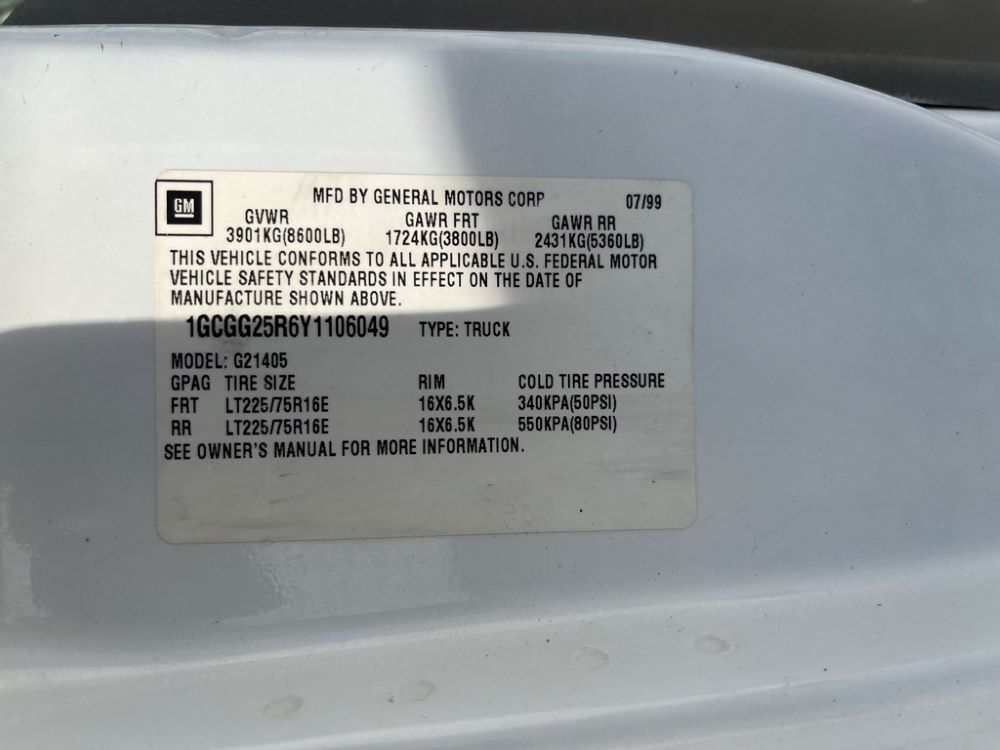 GM
MFD BY GENERAL MOTORS CORP 07/99
GVWR GAWR FRT GAWR RR
3901KG(8600LB) 1724KG(3800LB) 2431KG(5360LB)
THIS VEHICLE CONFORMS TO ALL APPLICABLE U.S. FEDERAL MOTOR
VEHICLE SAFETY STANDARDS IN EFFECT ON THE DATE OF
MANUFACTURE SHOWN ABOVE.
1GCGG25R6Y1106049 TYPE: TRUCK
MODEL: G21405
GPAG TIRE SIZE RIM COLD TIRE PRESSURE
FRT LT225/75R16E 16X6.5K 340KPA(50PSI)
RR LT225/75R16E 16X6.5K 550KPA(80PSI)
SEE OWNER'S MANUAL FOR MORE INFORMATION.